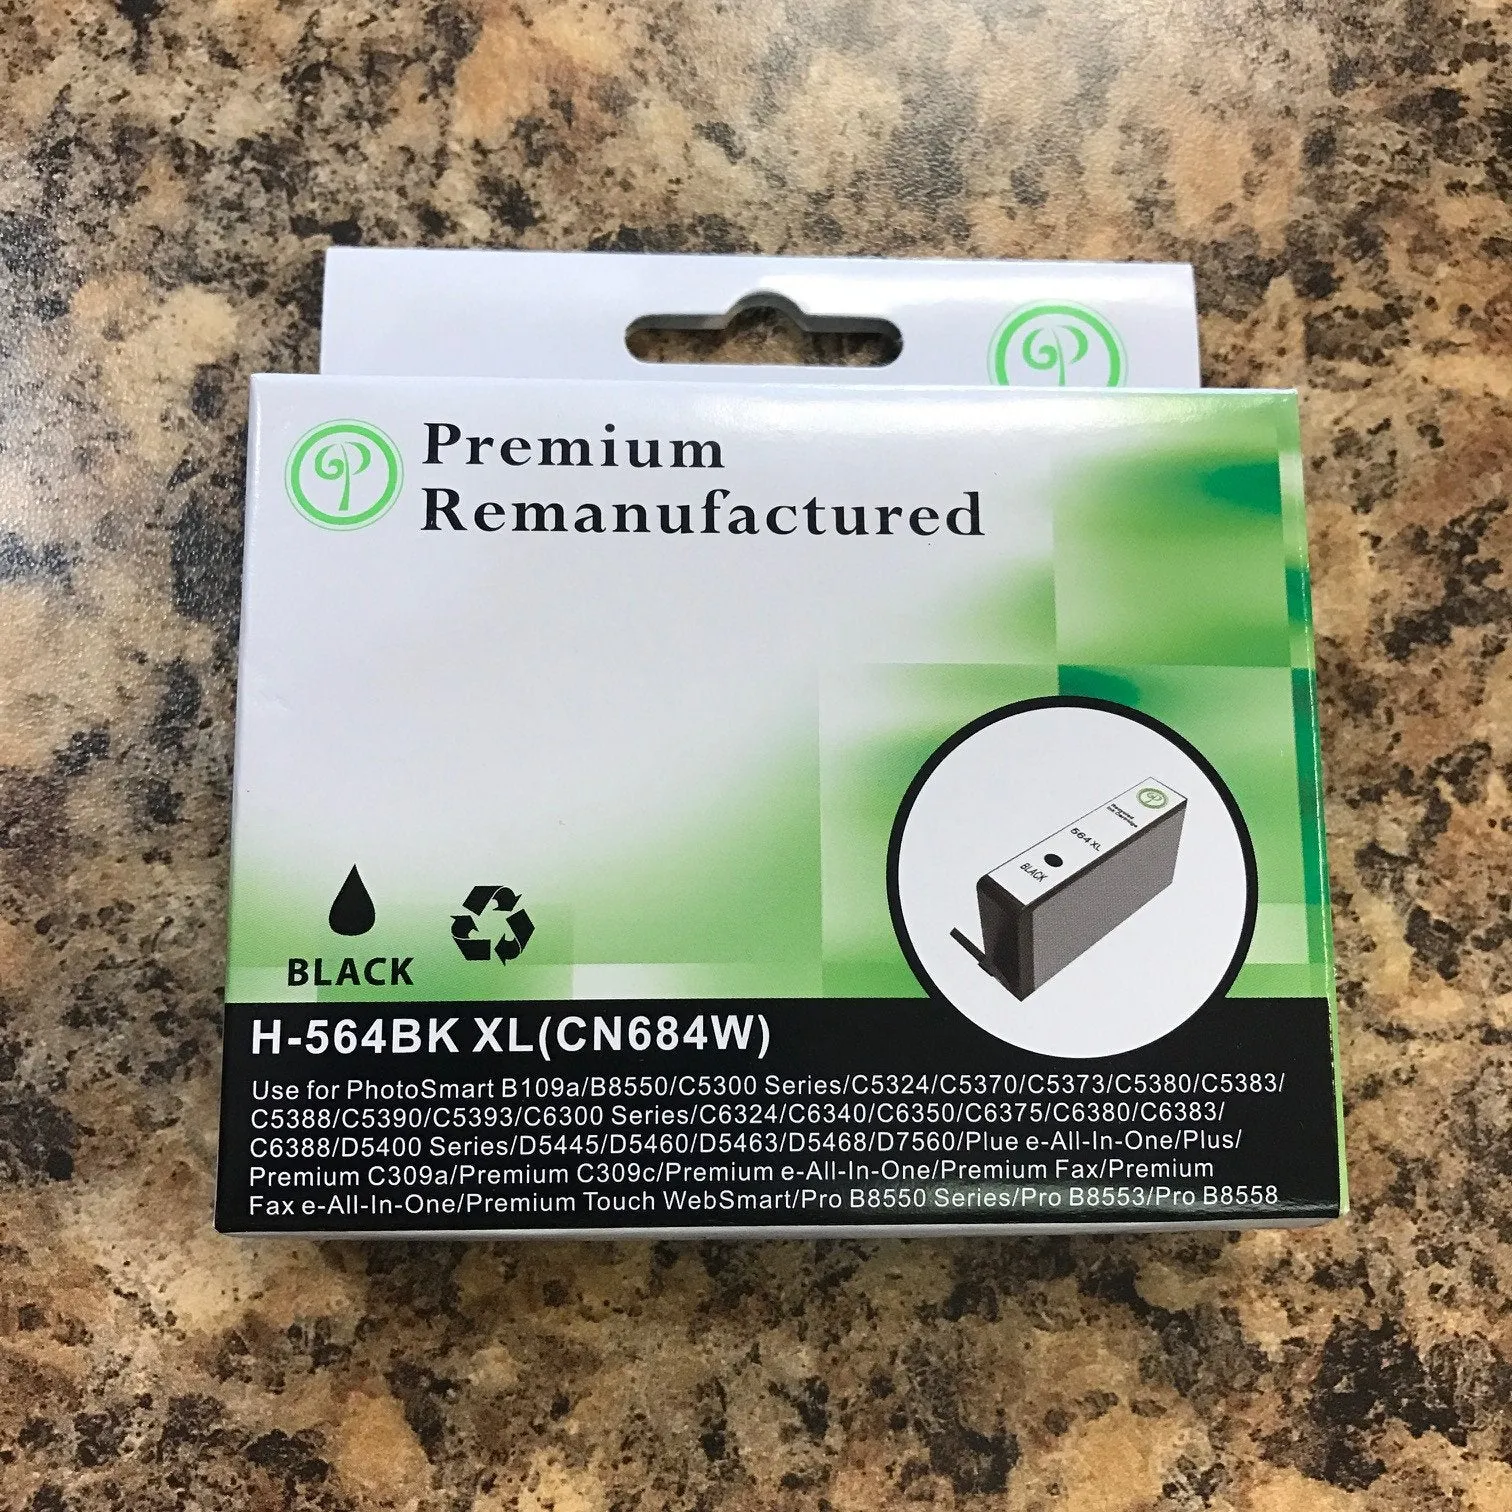 Premium
Remanufactured
564XL
BLACK
BLACK
H-564BK XL(CN684W)
Use for PhotoSmart B109a/B8550/C5300 Series/C5324/C5370/C5373/C5380/C5383/
C5388/C5390/C5393/C6300 Series/C6324/C6340/C6350/C6375/C6380/C6383/
C6388/D5400 Series/D5445/D5460/D5463/D5468/D7560/Plue e-All-In-One/Plus/
Premium C309a/Premium C309c/Premium e-All-In-One/Premium Fax/Premium
Fax e-All-In-One/Premium Touch WebSmart/Pro B8550 Series/Pro B8553/Pro B8558